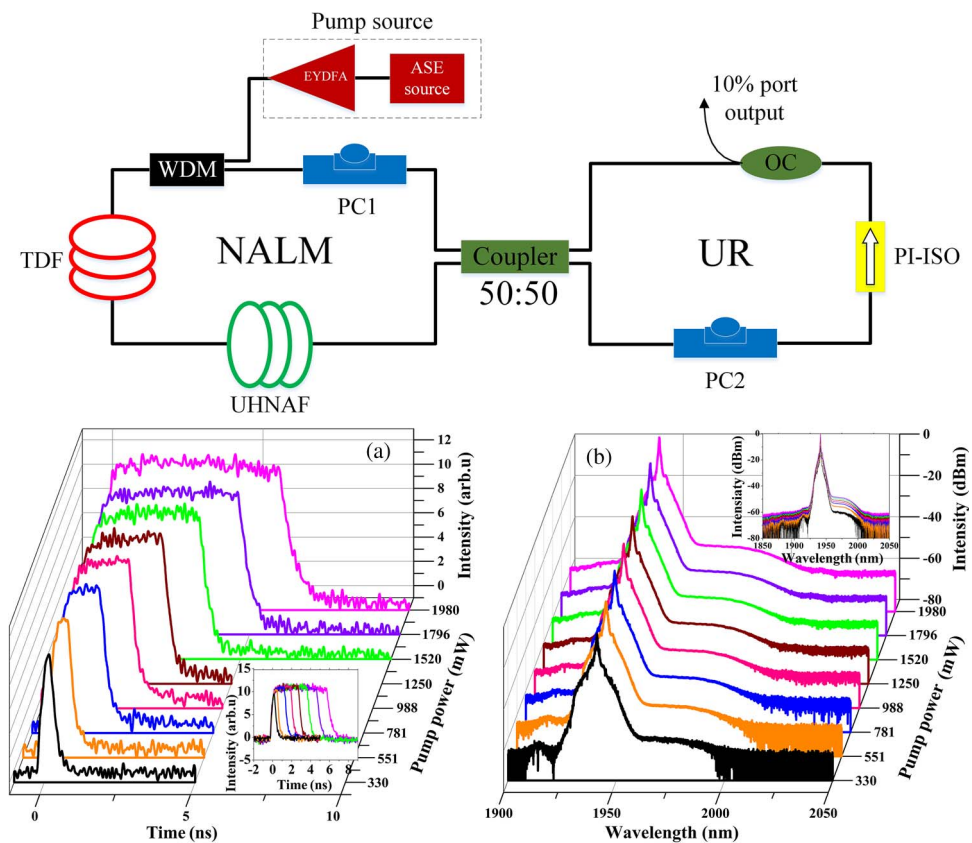 Pump source
EYDFA
ASE
source
10% port
output
WDM
OC
PC1
TDF
NALM
Coupler
50:50
UR
PI-ISO
PC2
UHNAF
(a)
12
10
8
6
4
2
0
Intensity (arb.u)
1980
1796
1520
1250
988
781
551
330
Pump power (mW)
0
5
10
Time (ns)
15
10
5
0
-5
Intensity (arb.u)
-2
0
2
4
6
8
Time (ns)
(b)
0
-20
-40
-60
-80
Intensity (dBm)
1980
1796
1520
1250
988
781
551
330
Pump power (mW)
1900
1950
2000
2050
Wavelength (nm)
0
-20
-40
-60
-80
Intensiaty (dBm)
1850
1900
1950
2000
2050
Wavelength (nm)